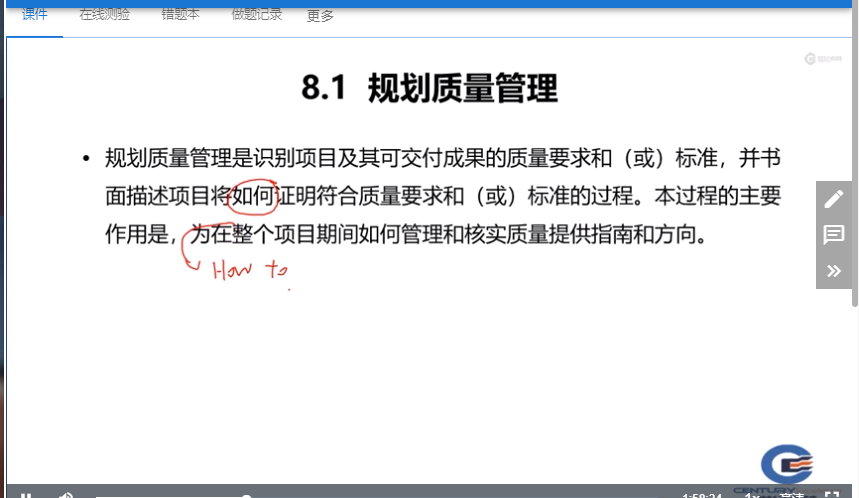 课件 在线测验 错题本 做题记录 更多
8.1 规划质量管理
• 规划质量管理是识别项目及其可交付成果的质量要求和（或）标准，并书
面描述项目将如何证明符合质量要求和（或）标准的过程。本过程的主要
作用是，为在整个项目期间如何管理和核实质量提供指南和方向。
How to
CENTURY
1:58:24 1x 高清